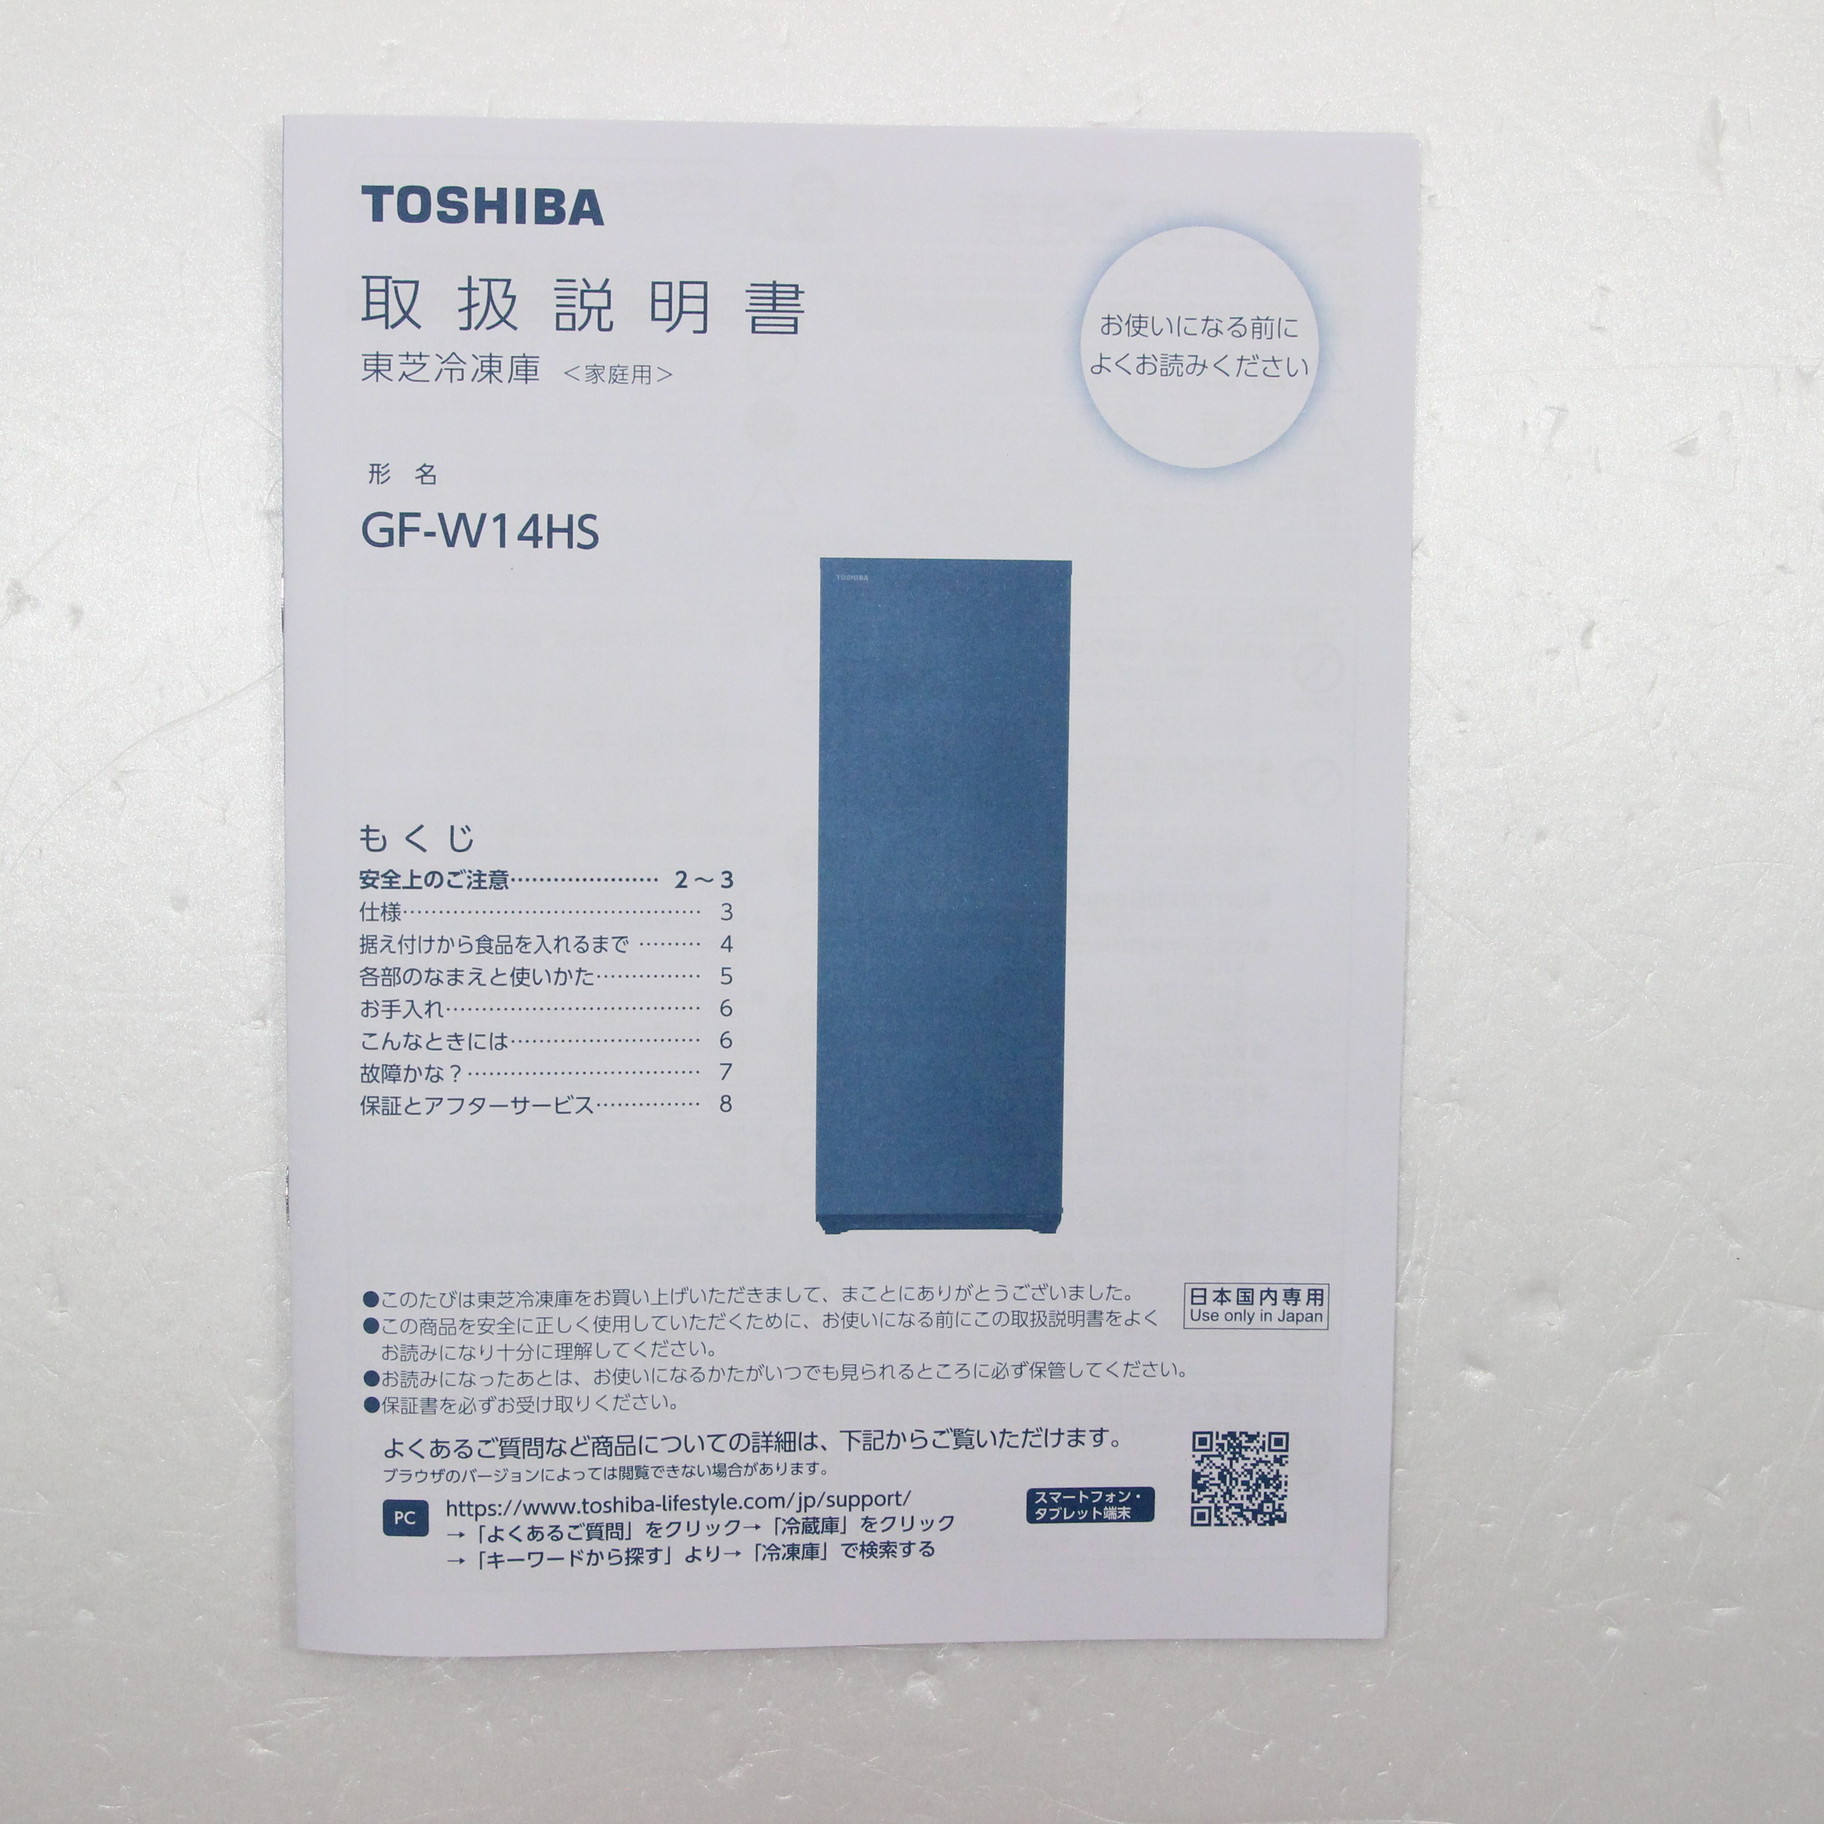 TOSHIBA
取扱説明書
東芝冷凍庫 ＜家庭用＞
お使いになる前に
よくお読みください
形名
GF-W14HS
TOSHIBA
もくじ
安全上のご注意………………… 2～3
仕様…………………………………… 3
据え付けから食品を入れるまで ……… 4
各部のなまえと使いかた…………… 5
お手入れ……………………………… 6
こんなときには……………………… 6
故障かな？…………………………… 7
保証とアフターサービス…………… 8
●このたびは東芝冷凍庫をお買い上げいただきまして、まことにありがとうございました。
●この商品を安全に正しく使用していただくために、お使いになる前にこの取扱説明書をよく
お読みになり十分に理解してください。
●お読みになったあとは、お使いになるかたがいつでも見られるところに必ず保管してください。
●保証書を必ずお受け取りください。
日本国内専用
Use only in Japan
よくあるご質問など商品についての詳細は、下記からご覧いただけます。
ブラウザのバージョンによっては閲覧できない場合があります。
PC https://www.toshiba-lifestyle.com/jp/support/
→「よくあるご質問」をクリック→「冷蔵庫」をクリック
→「キーワードから探す」より→「冷凍庫」で検索する
スマートフォン・
タブレット端末